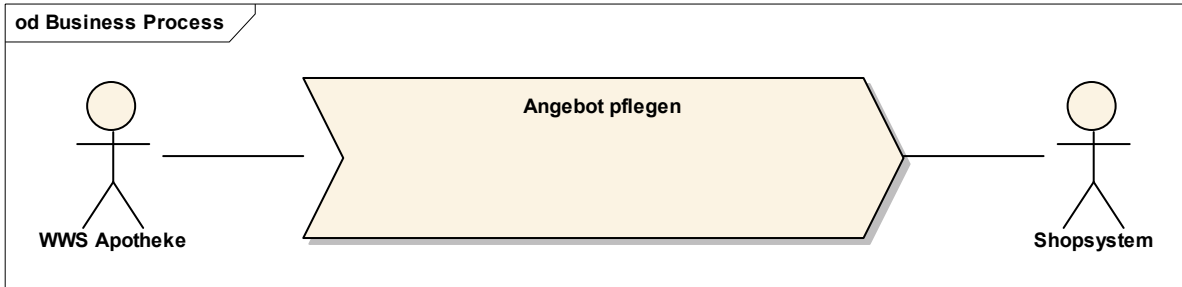 od Business Process
Angebot pflegen
WWS Apotheke
Shopsystem